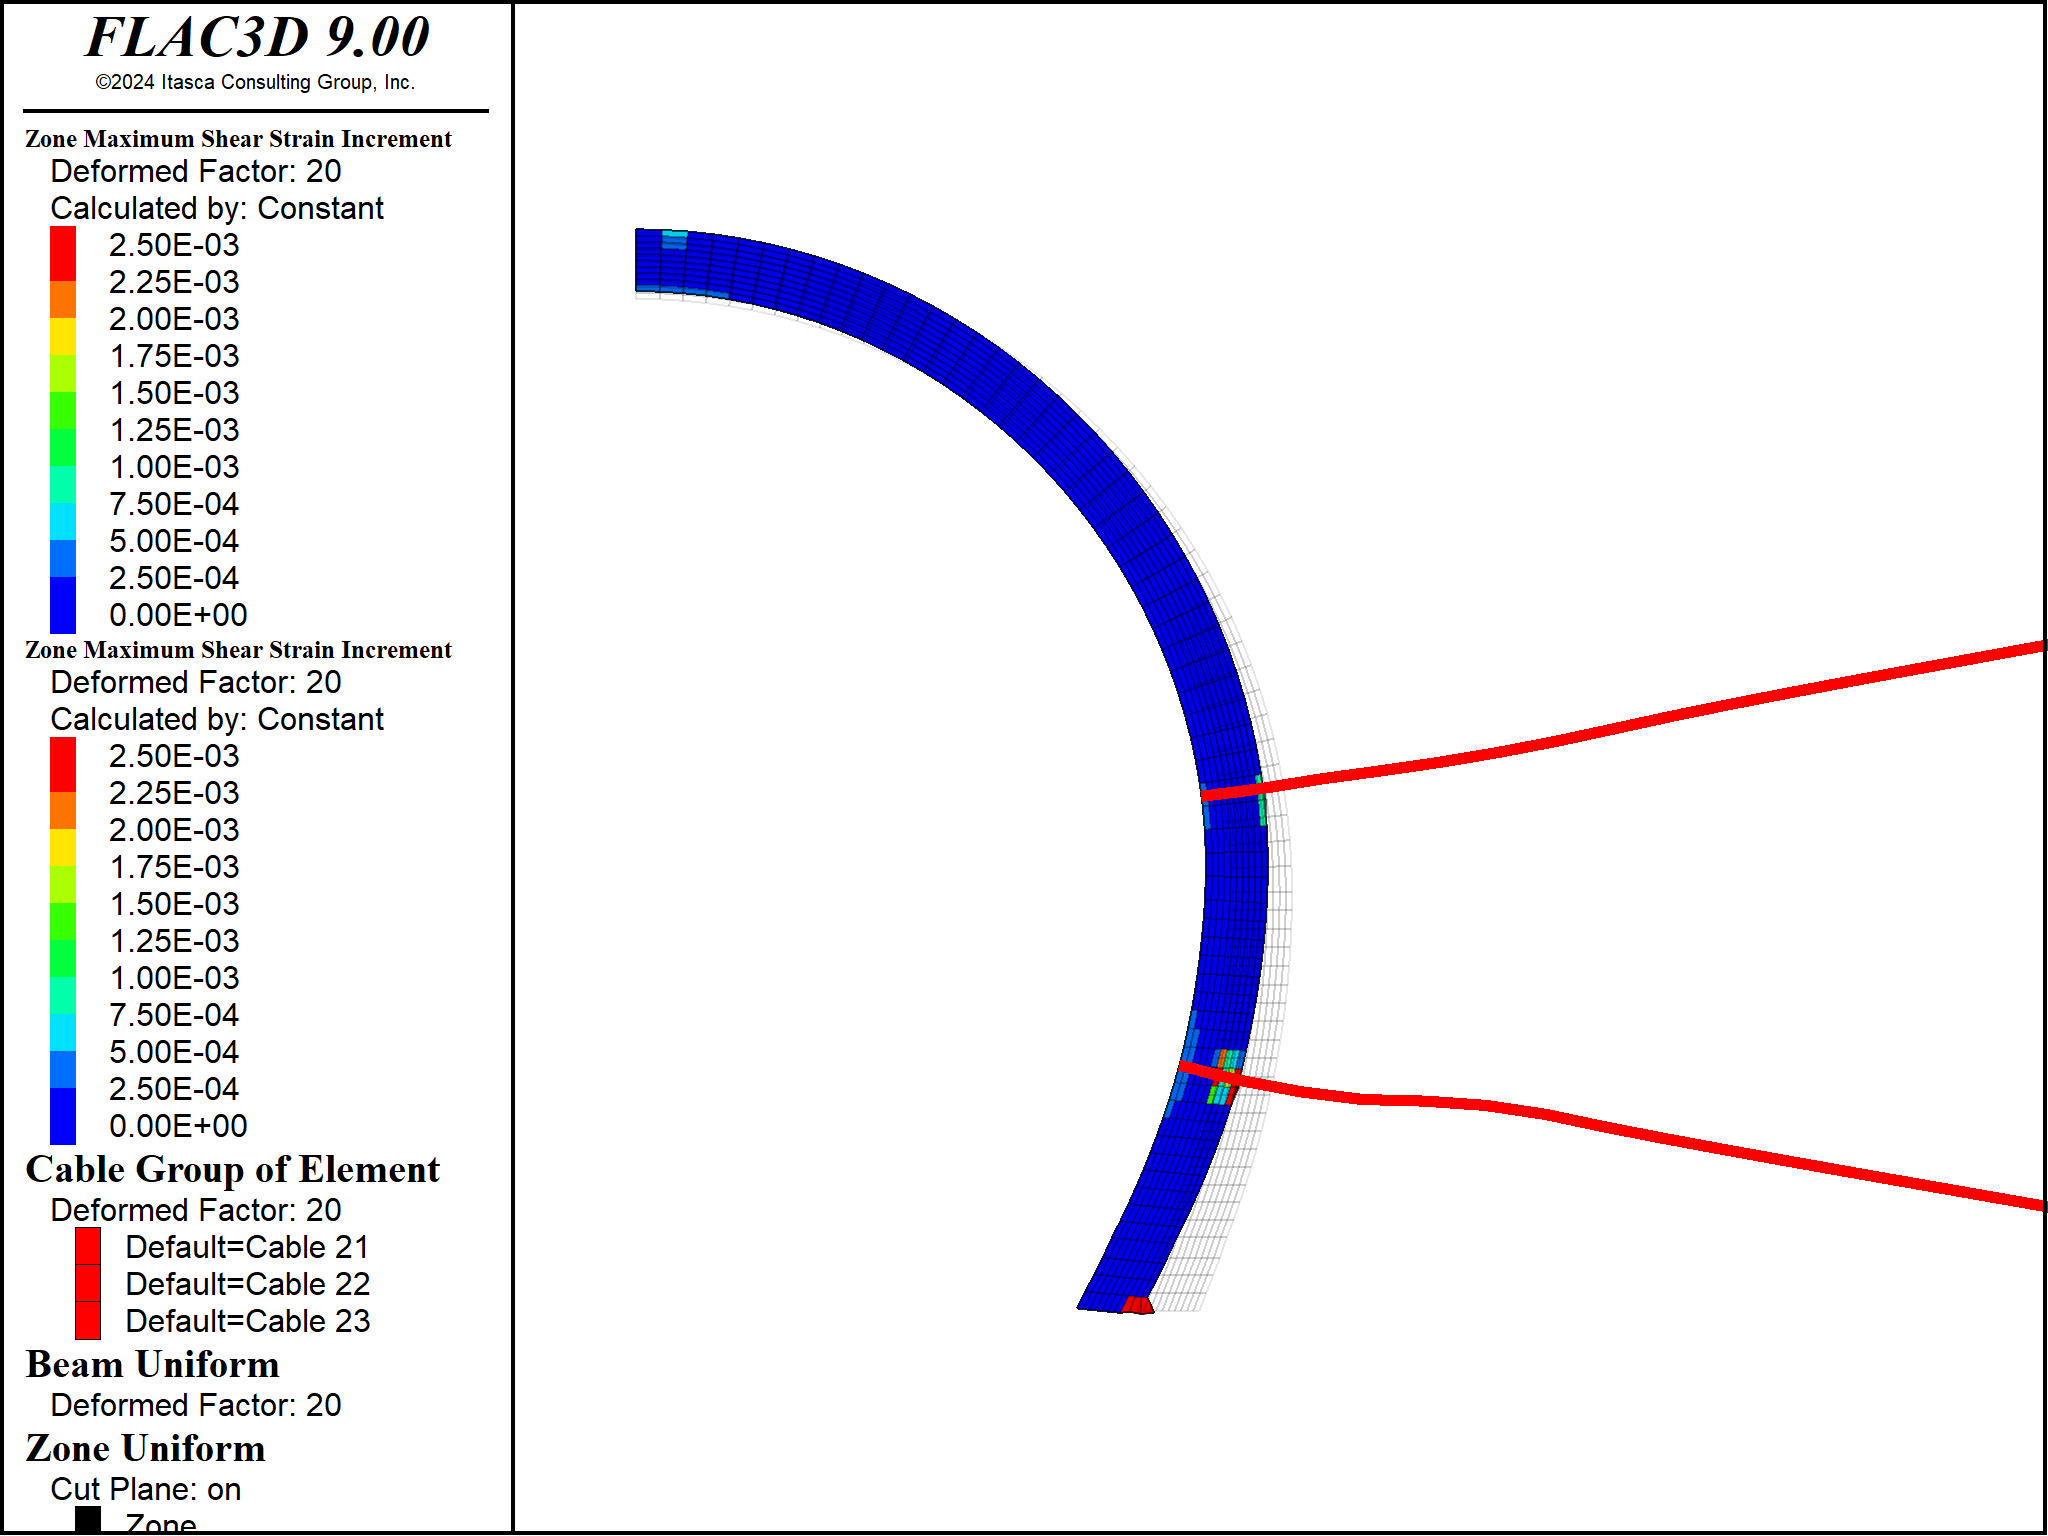 FLAC3D 9.00
©2024 Itasca Consulting Group, Inc.
Zone Maximum Shear Strain Increment
Deformed Factor: 20
Calculated by: Constant
2.50E-03
2.25E-03
2.00E-03
1.75E-03
1.50E-03
1.25E-03
1.00E-03
7.50E-04
5.00E-04
2.50E-04
0.00E+00
Zone Maximum Shear Strain Increment
Deformed Factor: 20
Calculated by: Constant
2.50E-03
2.25E-03
2.00E-03
1.75E-03
1.50E-03
1.25E-03
1.00E-03
7.50E-04
5.00E-04
2.50E-04
0.00E+00
Cable Group of Element
Deformed Factor: 20
Default=Cable 21
Default=Cable 22
Default=Cable 23
Beam Uniform
Deformed Factor: 20
Zone Uniform
Cut Plane: on
Zone